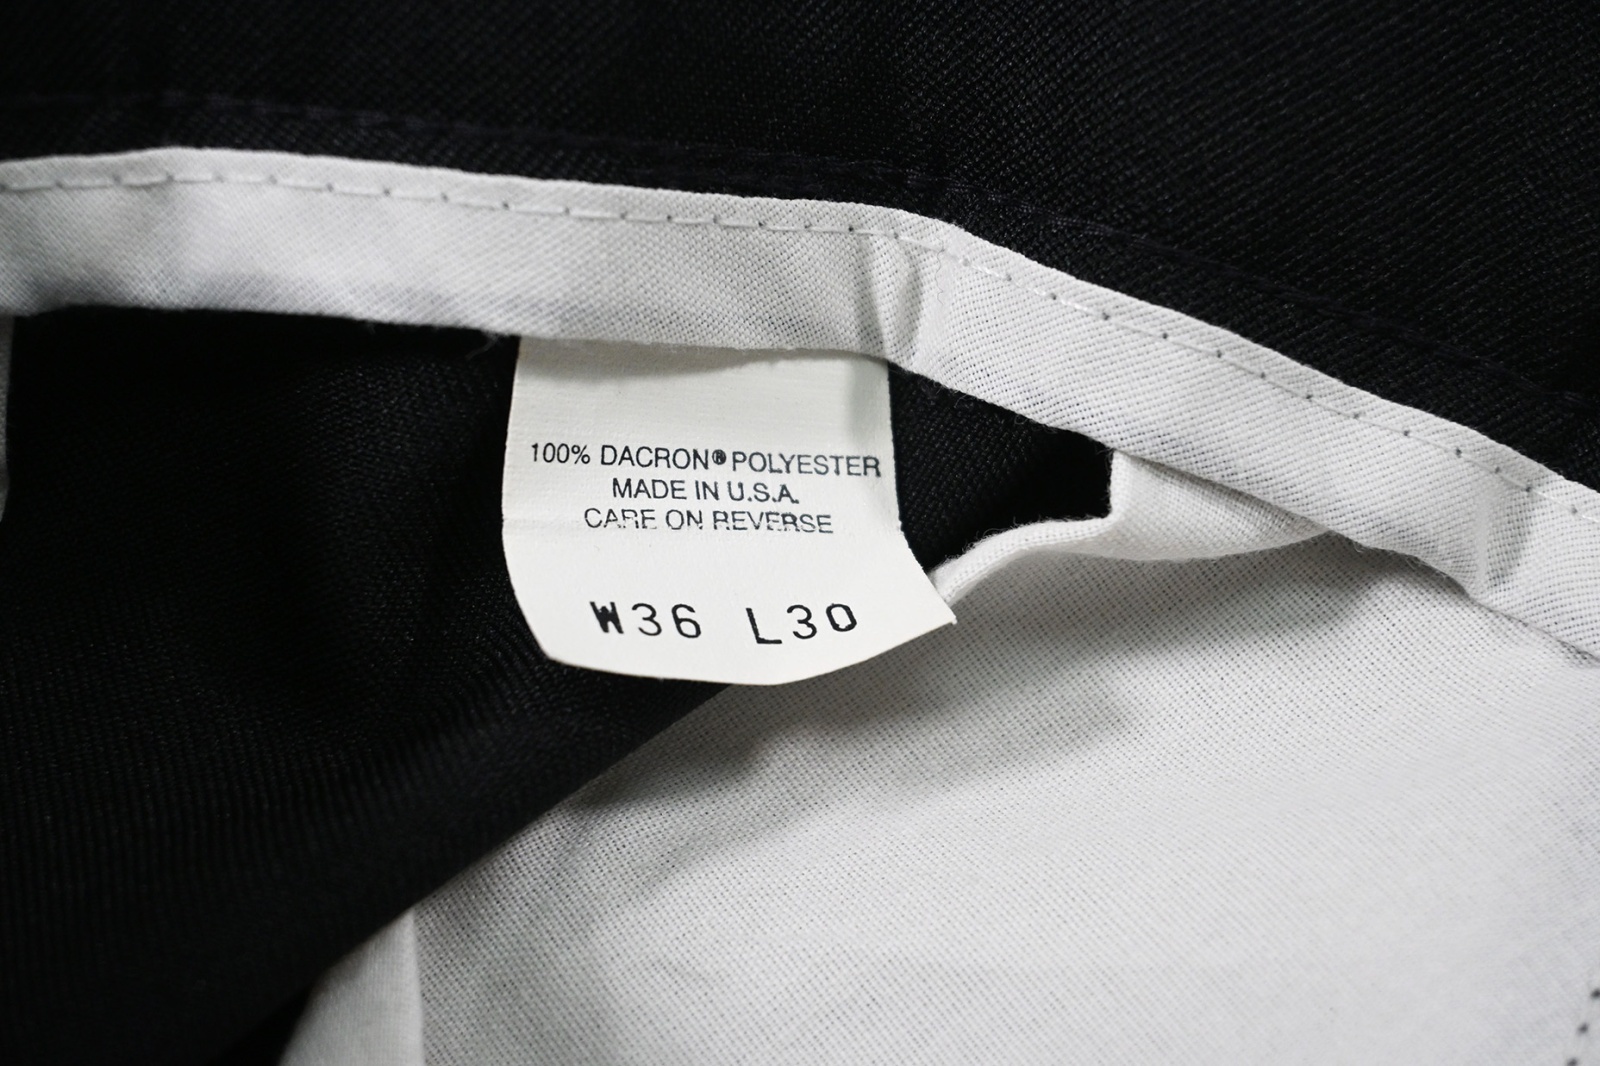 100% DACRON® POLYESTER
MADE IN U.S.A.
CARE ON REVERSE
W36 L30